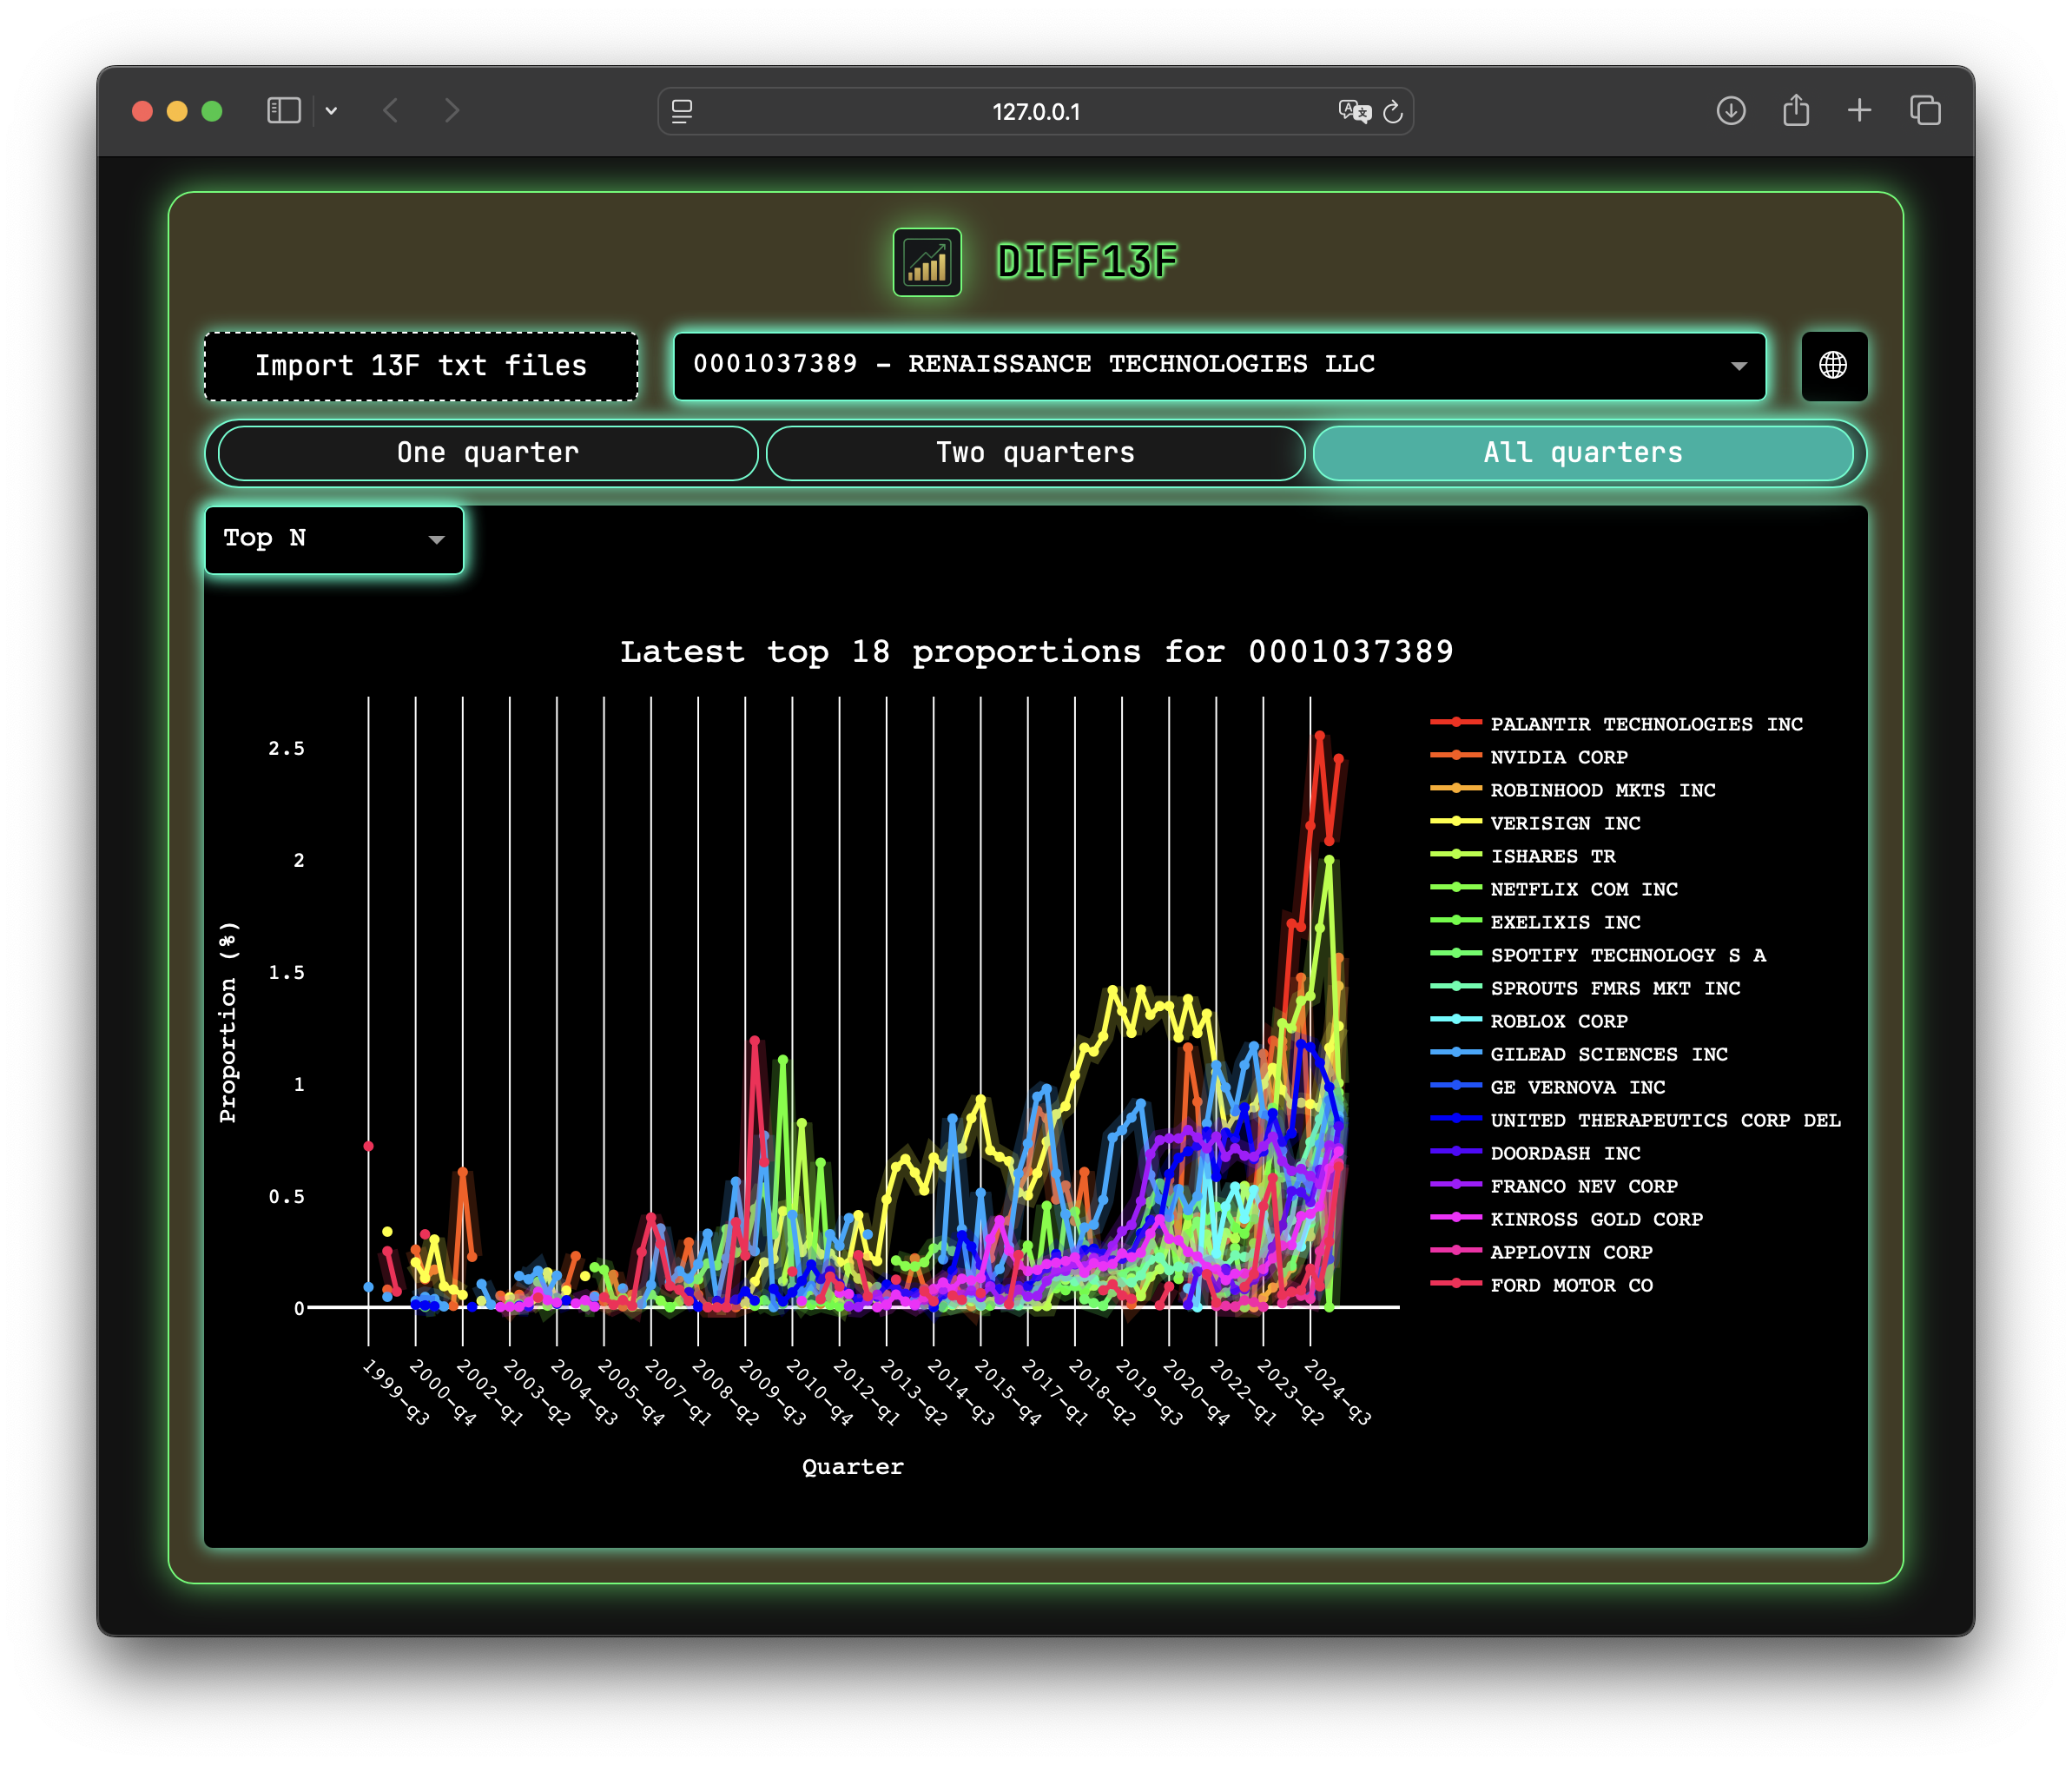 127.0.0.1
DIFF13F
Import 13F txt files
0001037389 – RENAISSANCE TECHNOLOGIES LLC
One quarter
Two quarters
All quarters
Top N
Latest top 18 proportions for 0001037389
2.5
2
1.5
1
0.5
0
Proportion (%)
1999-q3
2000-q4
2002-q1
2003-q2
2004-q3
2005-q4
2007-q1
2008-q2
2009-q3
2010-q4
2012-q1
2013-q2
2014-q3
2015-q4
2017-q1
2018-q2
2019-q3
2020-q4
2022-q1
2023-q2
2024-q3
Quarter
PALANTIR TECHNOLOGIES INC
NVIDIA CORP
ROBINHOOD MKTS INC
VERISIGN INC
ISHARES TR
NETFLIX COM INC
EXELIXIS INC
SPOTIFY TECHNOLOGY S A
SPROUTS FMRS MKT INC
ROBLOX CORP
GILEAD SCIENCES INC
GE VERNOVA INC
UNITED THERAPEUTICS CORP DEL
DOORDASH INC
FRANCO NEV CORP
KINROSS GOLD CORP
APPLOVIN CORP
FORD MOTOR CO